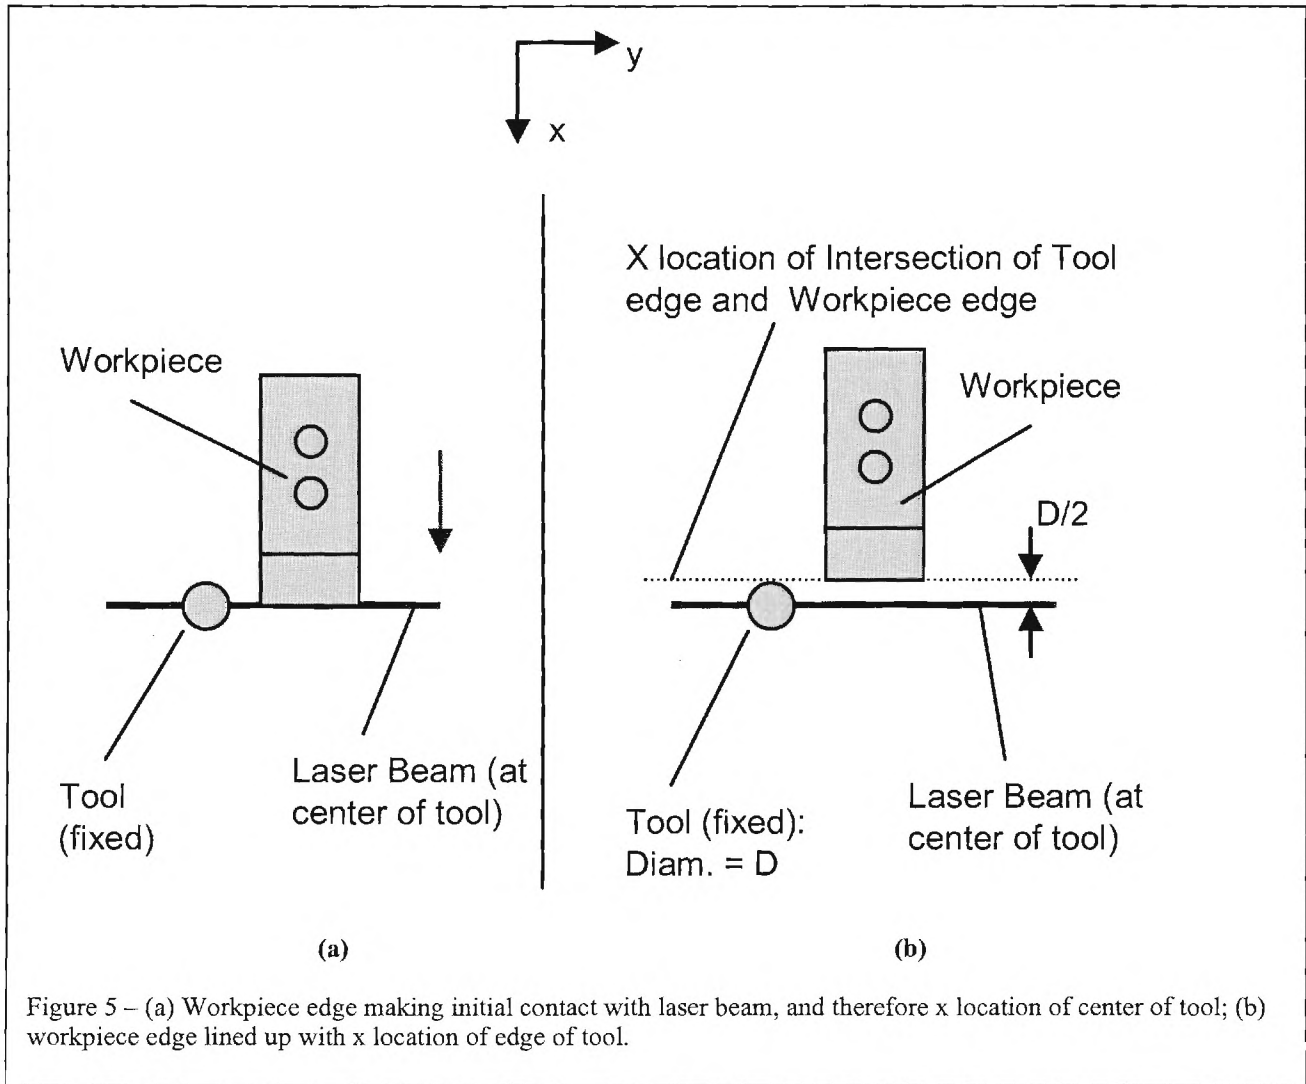 y
x
Workpiece
Tool
(fixed)
Laser Beam (at
center of tool)
(a)
X location of Intersection of Tool
edge and Workpiece edge
Workpiece
D/2
Tool (fixed):
Diam. = D
Laser Beam (at
center of tool)
(b)
Figure 5 – (a) Workpiece edge making initial contact with laser beam, and therefore x location of center of tool; (b)
workpiece edge lined up with x location of edge of tool.